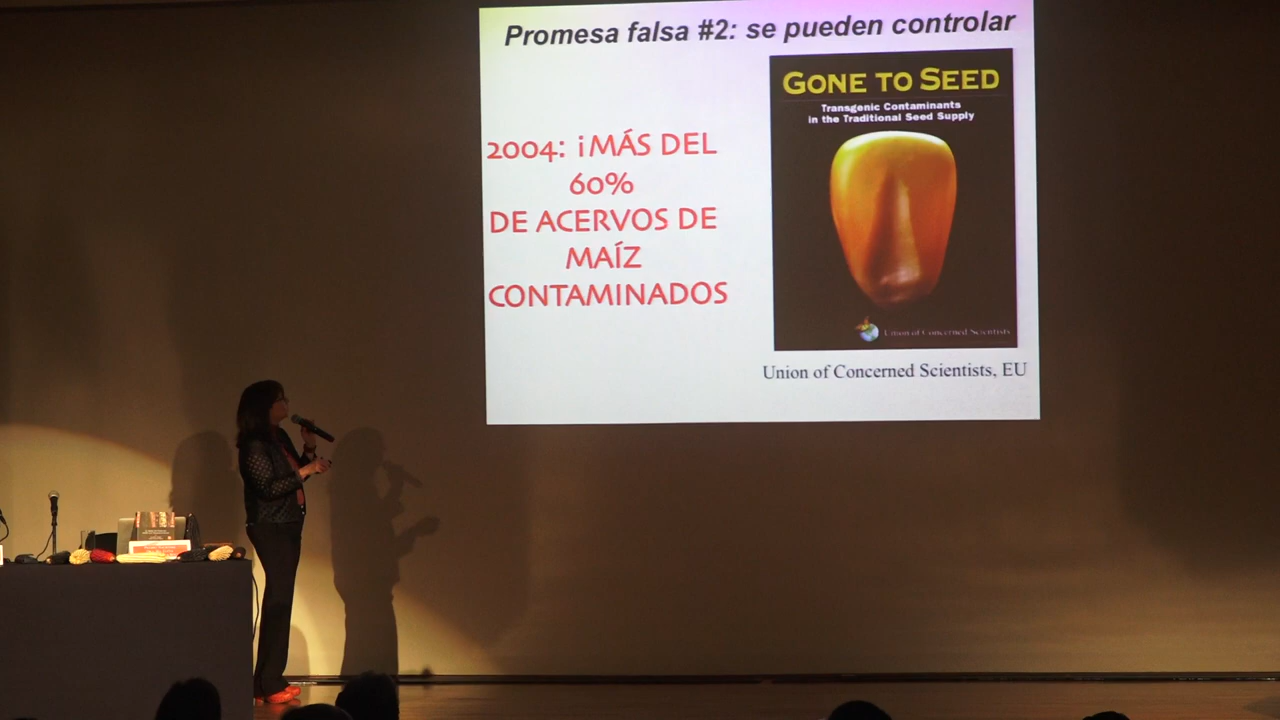 Promesa falsa #2: se pueden controlar
GONE TO SEED
Transgenic Contaminants
in the Traditional Seed Supply
2004: ¡MÁS DEL
60%
DE ACERVOS DE
MAÍZ
CONTAMINADOS
Union of Concerned Scientists
Union of Concerned Scientists, EU